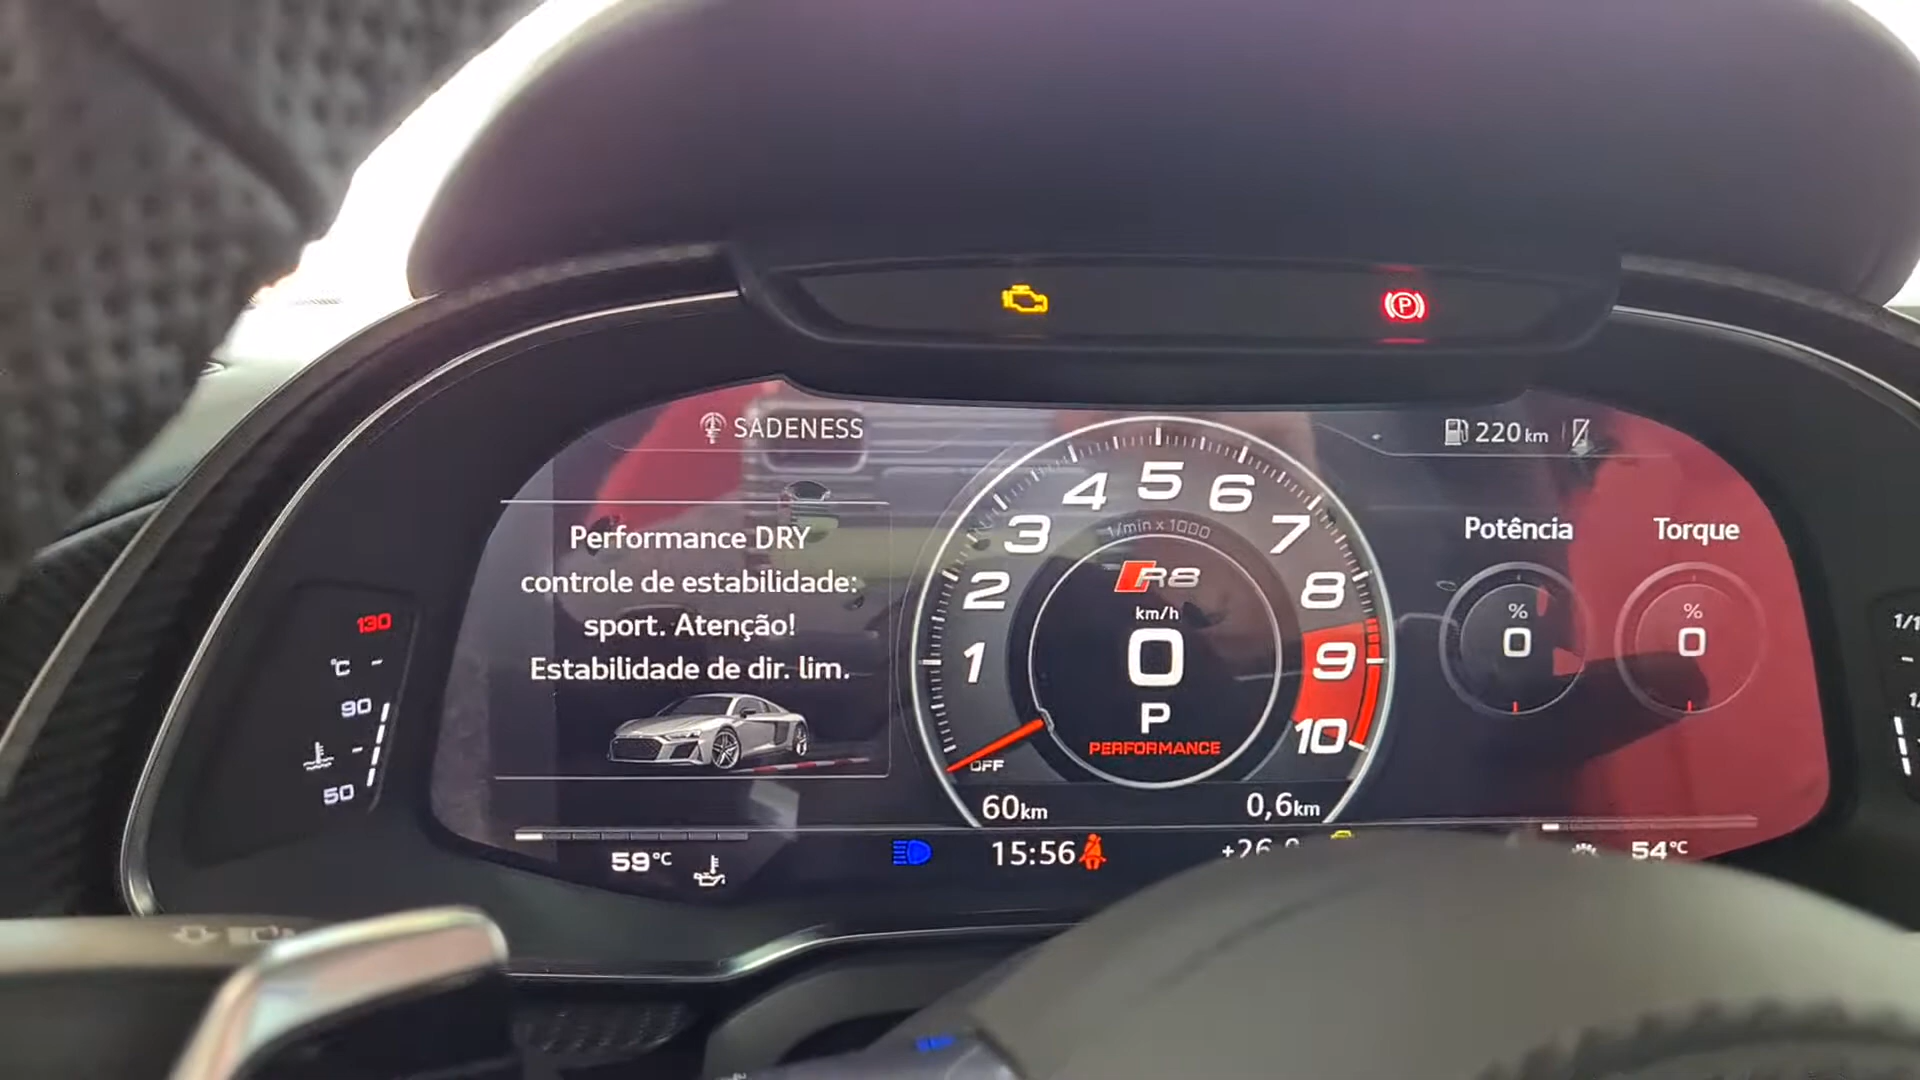 SADENESS
220 km
Performance DRY
controle de estabilidade:
sport. Atenção!
Estabilidade de dir. lim.
1
2
3
4
5
6
7
8
9
10
1/min x 1000
R8
km/h
0
P
PERFORMANCE
OFF
60km
0,6km
Potência
%
0
Torque
%
0
130
°C
90
50
59°C
15:56
54°C
P